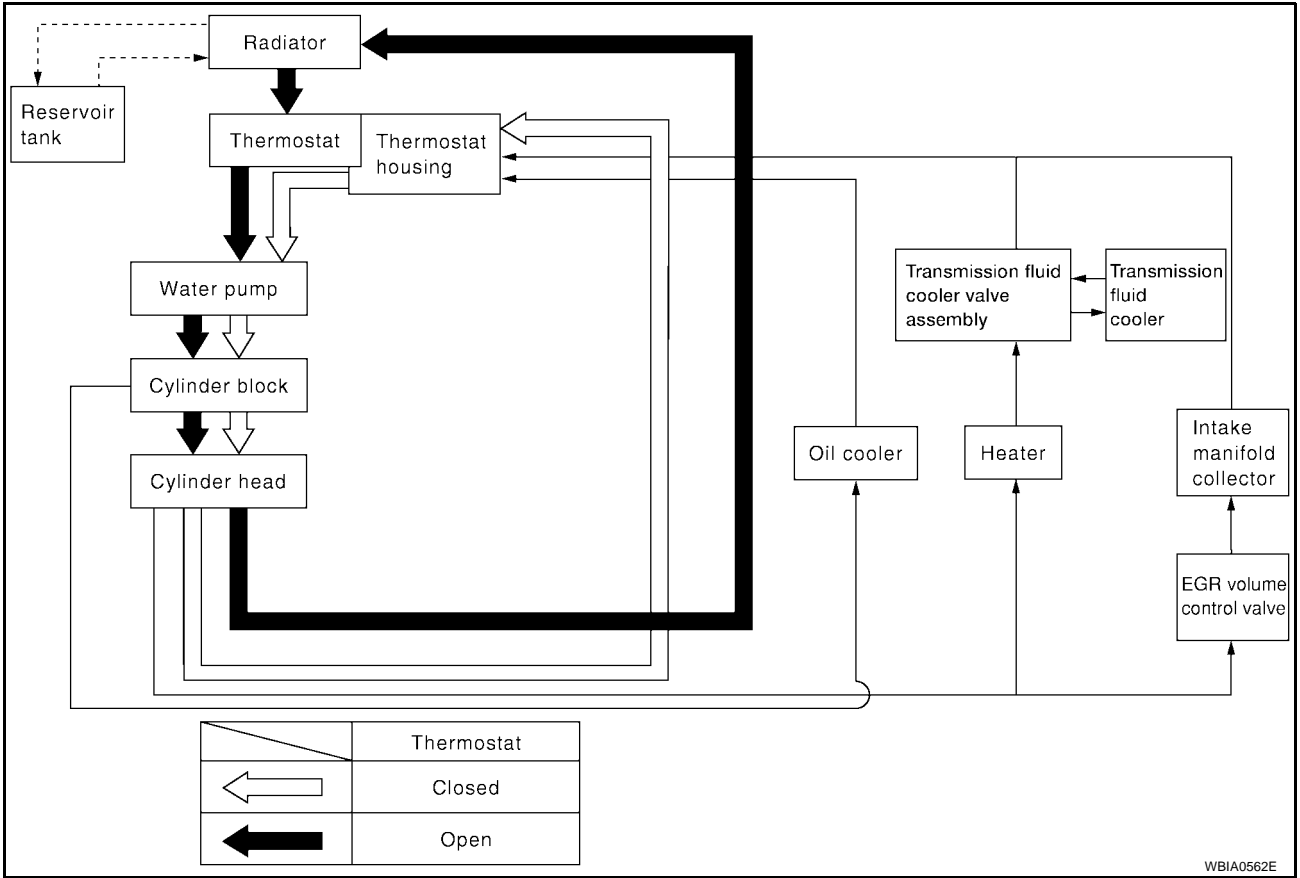 Radiator
Reservoir
tank
Thermostat
Thermostat
housing
Transmission fluid
cooler valve
assembly
Transmission
fluid
cooler
Water pump
Cylinder block
Intake
manifold
collector
Oil cooler
Heater
Cylinder head
EGR volume
control valve
Thermostat
Closed
Open
WBIA0562E